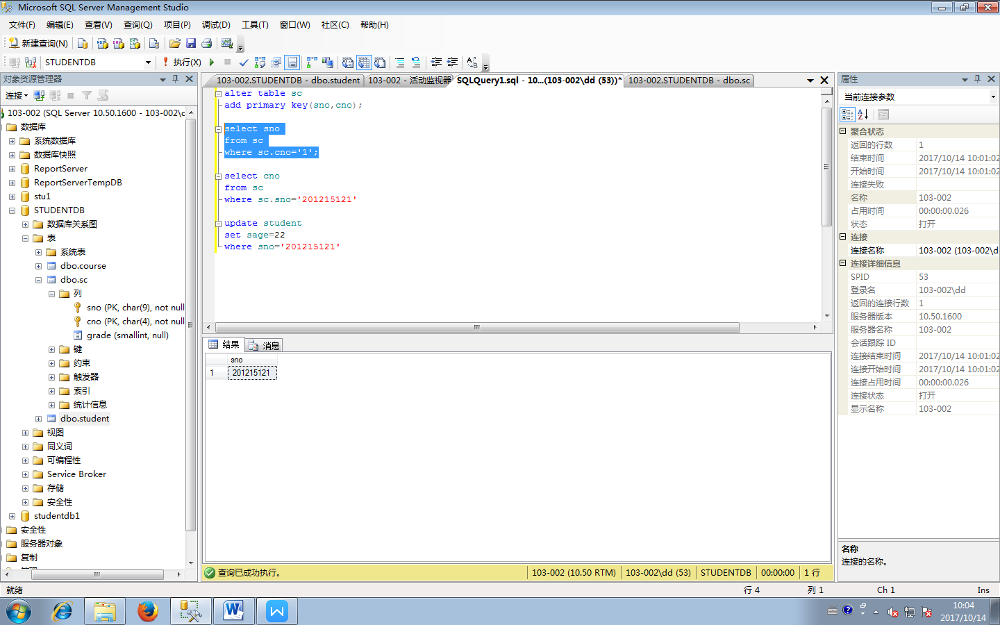 Microsoft SQL Server Management Studio
文件(F) 编辑(E) 查看(V) 查询(Q) 项目(P) 调试(D) 工具(T) 窗口(W) 社区(C) 帮助(H)
新建查询(N)
STUDENTDB 执行(X)
对象资源管理器
连接
103-002 (SQL Server 10.50.1600 - 103-002\d
数据库
系统数据库
数据库快照
ReportServer
ReportServerTempDB
stu1
STUDENTDB
数据库关系图
表
系统表
dbo.course
dbo.sc
列
sno (PK, char(9), not null
cno (PK, char(4), not null
grade (smallint, null)
键
约束
触发器
索引
统计信息
dbo.student
视图
同义词
可编程性
Service Broker
存储
安全性
studentdb1
安全性
服务器对象
复制
103-002.STUDENTDB - dbo.student 103-002 - 活动监视器 SQLQuery1.sql - 10...(103-002\dd (53))* 103-002.STUDENTDB - dbo.sc
alter table sc
add primary key(sno,cno);
select sno
from sc
where sc.cno='1';
select cno
from sc
where sc.sno='201215121'
update student
set sage=22
where sno='201215121'
结果 消息
sno
1 201215121
查询已成功执行。 103-002 (10.50 RTM) 103-002\dd (53) STUDENTDB 00:00:00 1 行
属性
当前连接参数
聚合状态
返回的行数 1
结束时间 2017/10/14 10:01:02
开始时间 2017/10/14 10:01:02
连接失败
名称 103-002
占用时间 00:00:00.026
状态 打开
连接
连接名称 103-002 (103-002\d
连接详细信息
SPID 53
登录名 103-002\dd
返回的连接行数 1
服务器版本 10.50.1600
服务器名称 103-002
会话跟踪 ID
连接结束时间 2017/10/14 10:01:02
连接开始时间 2017/10/14 10:01:02
连接占用时间 00:00:00.026
连接状态 打开
显示名称 103-002
名称
连接的名称。
就绪 行 4 列 1 Ch 1 Ins
10:04
2017/10/14